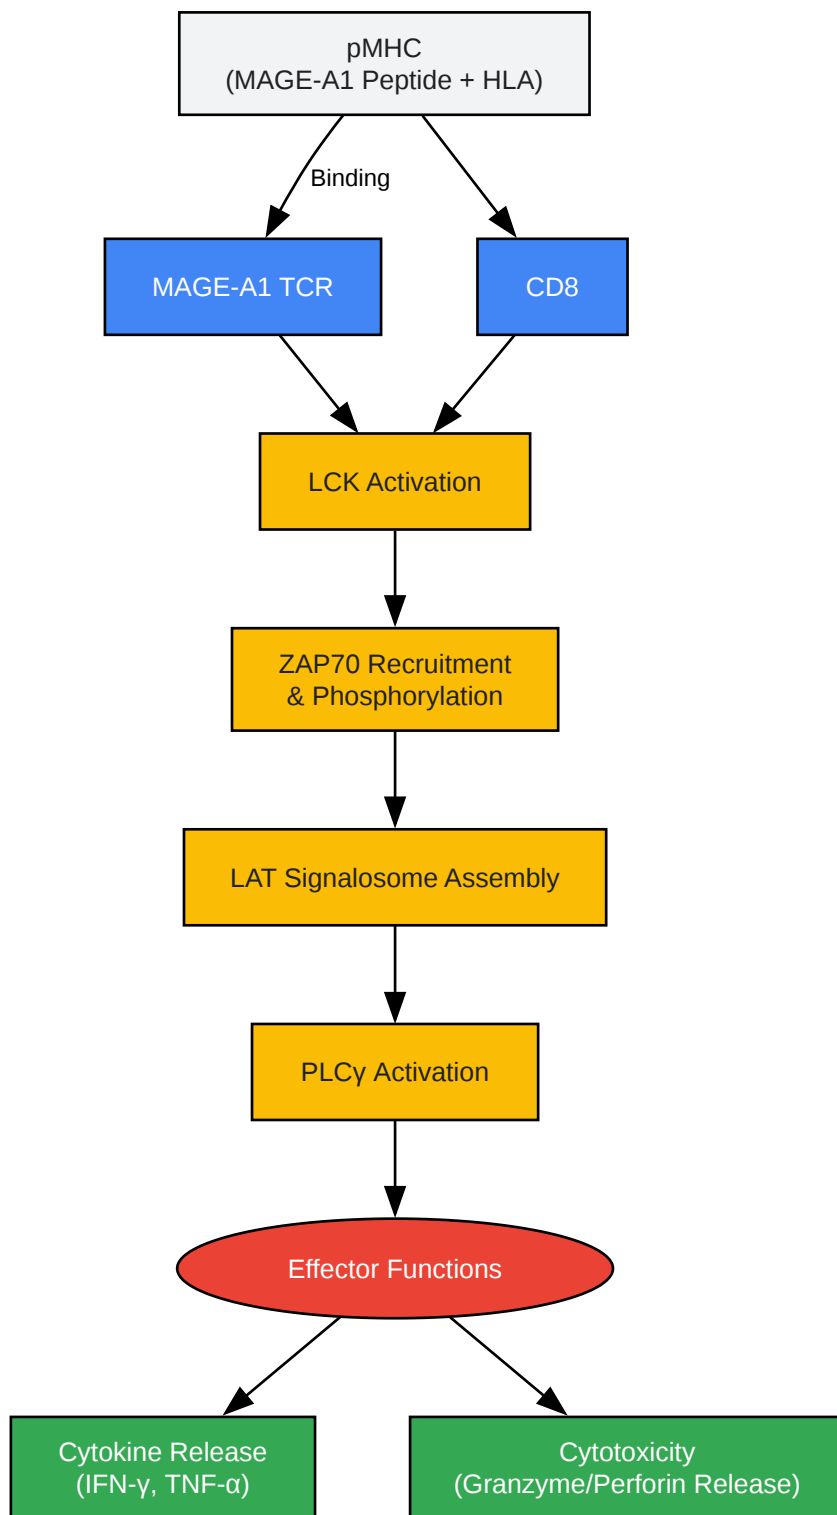 pMHC
(MAGE-A1 Peptide + HLA)
Binding
MAGE-A1 TCR
CD8
LCK Activation
ZAP70 Recruitment
& Phosphorylation
LAT Signalosome Assembly
PLCγ Activation
Effector Functions
Cytokine Release
(IFN-γ, TNF-α)
Cytotoxicity
(Granzyme/Perforin Release)